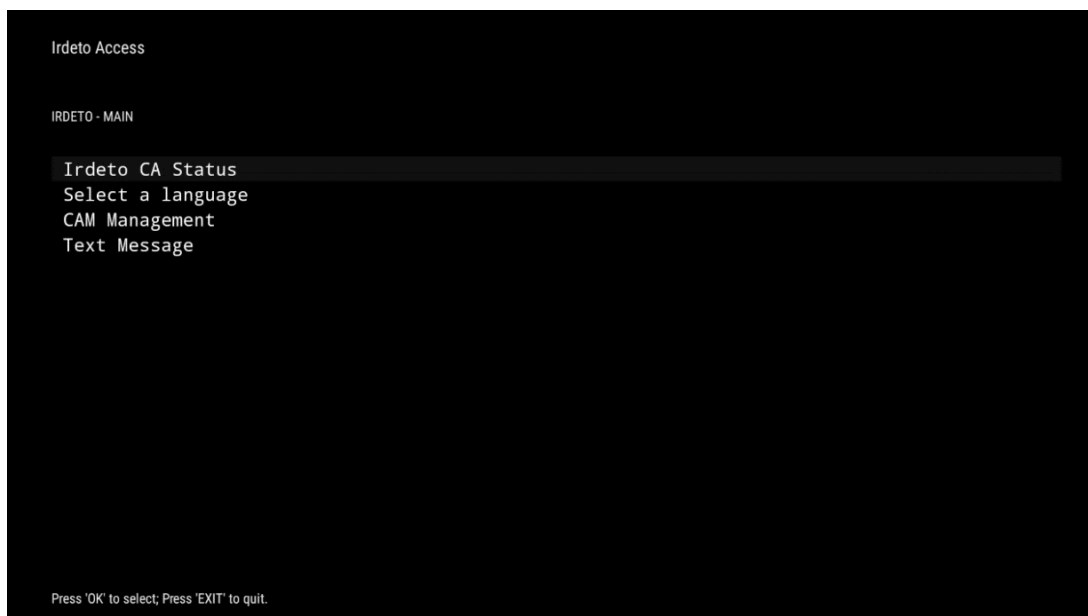 Irdeto Access
IRDETO - MAIN
Irdeto CA Status
Select a language
CAM Management
Text Message
Press 'OK' to select; Press 'EXIT' to quit.